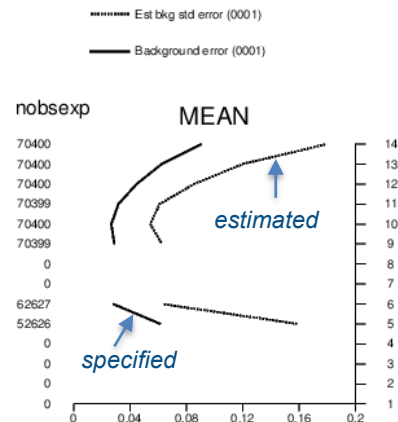 Est bkg std error (0001)
Background error (0001)
nobsexp
MEAN
70400 14
70400 13
70400 12
70399 11
70400 10
70399 9
0 8
0 7
62627 6
52626 5
0 4
0 3
0 2
0 1
estimated
specified
0 0.04 0.08 0.12 0.16 0.2